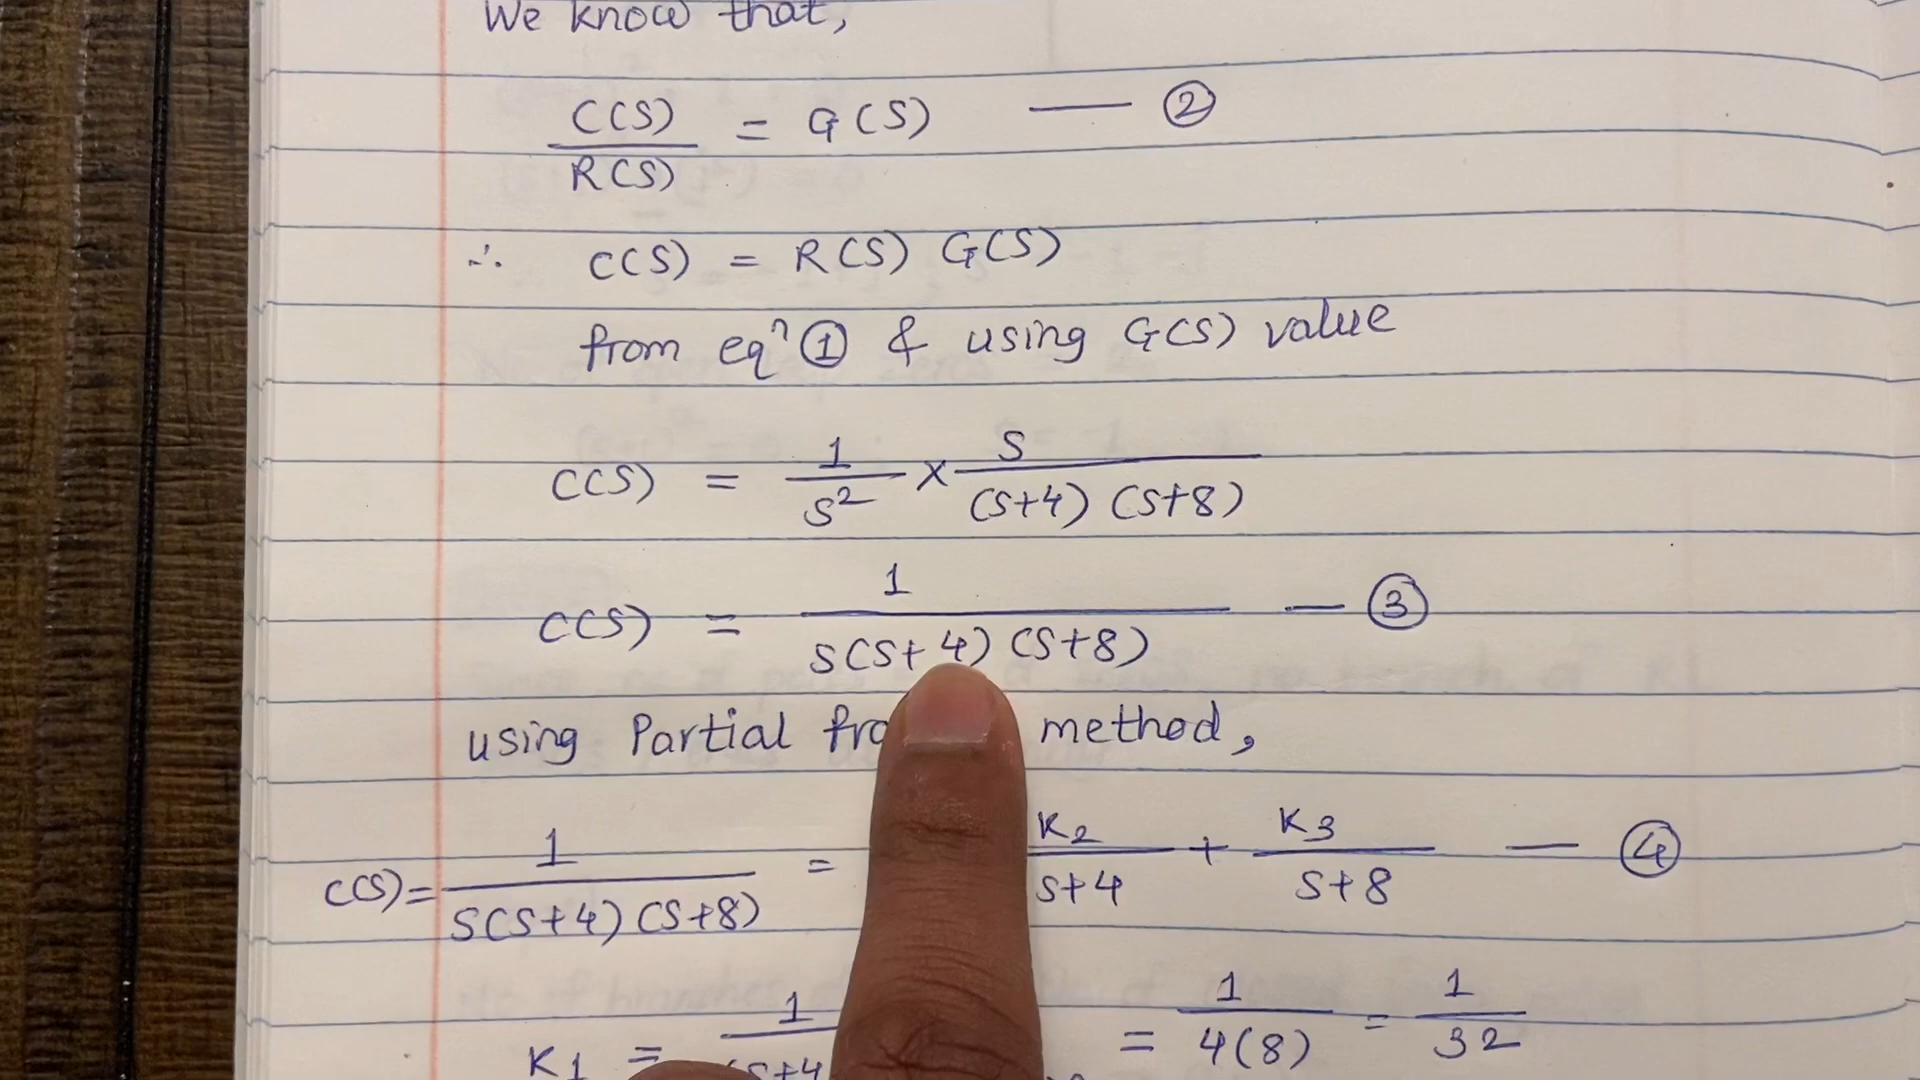 We know that,
C(S)/R(S) = G(S) — ②
∴ C(S) = R(S) G(S)
from eqⁿ ① & using G(S) value
C(S) = 1/S² × S/(S+4) (S+8)
C(S) = 1/S(S+4) (S+8) — ③
using Partial method,
C(S) = 1/S(S+4) (S+8) = K2/S+4 + K3/S+8 — ④
K1 = 1/(S+4 = 1/4(8) = 1/32